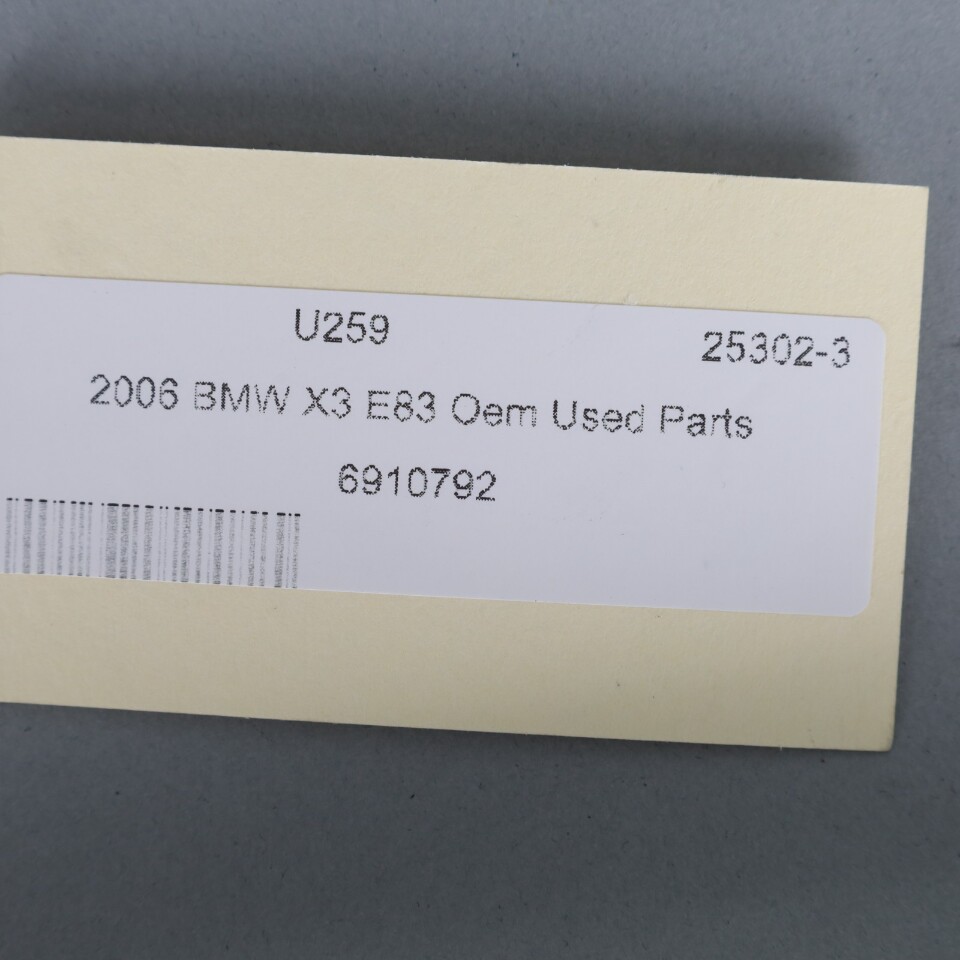 U259 25302-3
2006 BMW X3 E83 Oem Used Parts
6910792